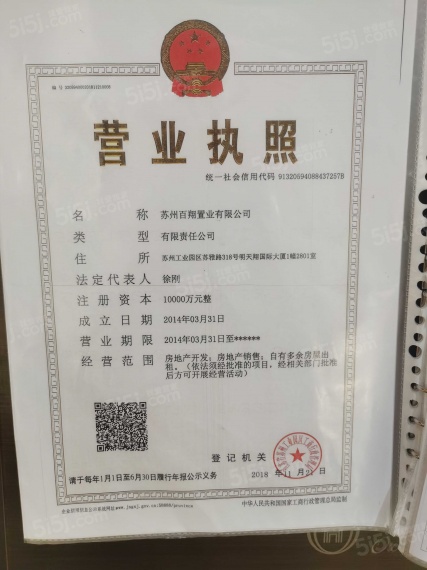 5i5j.com
营业执照
统一社会信用代码 91320594088437257B
名称 苏州百翔置业有限公司
类型 有限责任公司
住所 苏州工业园区苏雅路318号明天翔国际大厦1幢2801室
法定代表人 徐刚
注册资本 10000万元整
成立日期 2014年03月31日
营业期限 2014年03月31日至******
经营范围 房地产开发；房地产销售；自有多余房屋出
租。（依法须经批准的项目，经相关部门批准
后方可开展经营活动）
登记机关
2018 年 11 月 21 日
请于每年1月1日至6月30日履行年报公示义务
中华人民共和国国家工商行政管理总局监制